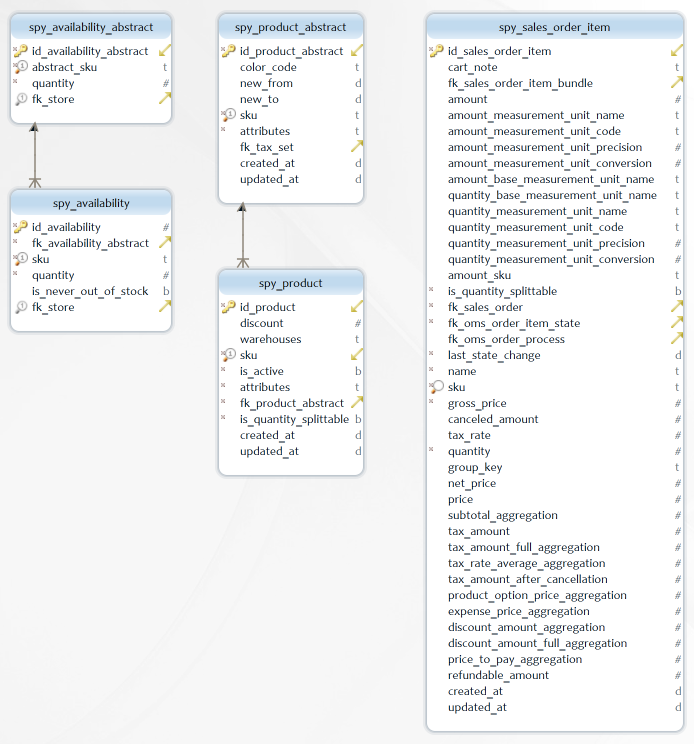 spy_availability_abstract
id_availability_abstract
abstract_sku t
quantity #
fk_store
spy_availability
id_availability #
fk_availability_abstract
sku t
quantity #
is_never_out_of_stock b
fk_store
spy_product_abstract
id_product_abstract
color_code t
new_from d
new_to d
sku t
attributes t
fk_tax_set
created_at d
updated_at d
spy_product
id_product
discount #
warehouses t
sku
is_active b
attributes t
fk_product_abstract
is_quantity_splittable b
created_at d
updated_at d
spy_sales_order_item
id_sales_order_item
cart_note t
fk_sales_order_item_bundle
amount #
amount_measurement_unit_name t
amount_measurement_unit_code t
amount_measurement_unit_precision #
amount_measurement_unit_conversion #
amount_base_measurement_unit_name t
quantity_base_measurement_unit_name t
quantity_measurement_unit_name t
quantity_measurement_unit_code t
quantity_measurement_unit_precision #
quantity_measurement_unit_conversion #
amount_sku t
is_quantity_splittable b
fk_sales_order
fk_oms_order_item_state
fk_oms_order_process
last_state_change d
name t
sku t
gross_price #
canceled_amount #
tax_rate #
quantity #
group_key t
net_price #
price #
subtotal_aggregation #
tax_amount #
tax_amount_full_aggregation #
tax_rate_average_aggregation #
tax_amount_after_cancellation #
product_option_price_aggregation #
expense_price_aggregation #
discount_amount_aggregation #
discount_amount_full_aggregation #
price_to_pay_aggregation #
refundable_amount #
created_at d
updated_at d